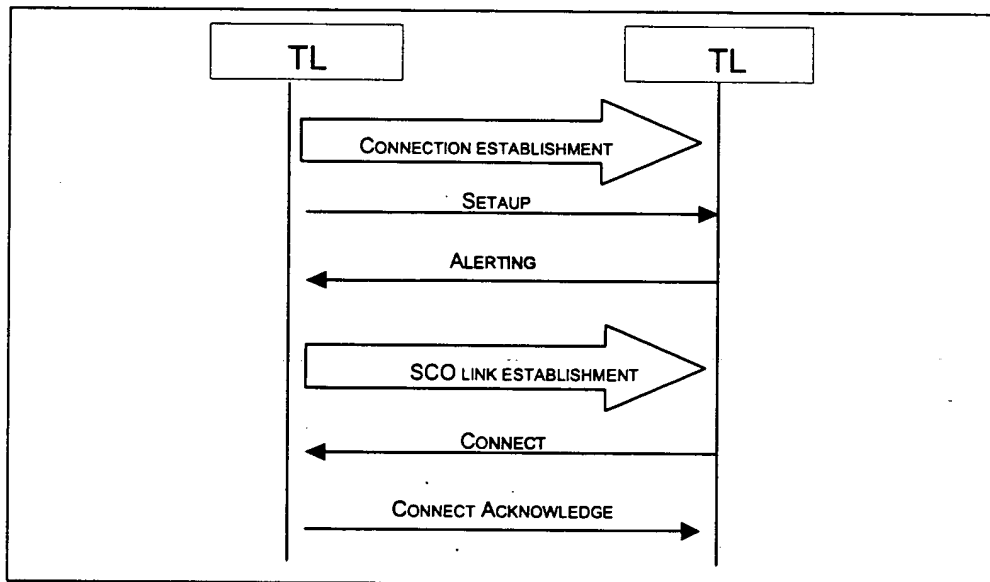 TL
TL
CONNECTION ESTABLISHMENT
SETAUP
ALERTING
SCO LINK ESTABLISHMENT
CONNECT
CONNECT ACKNOWLEDGE